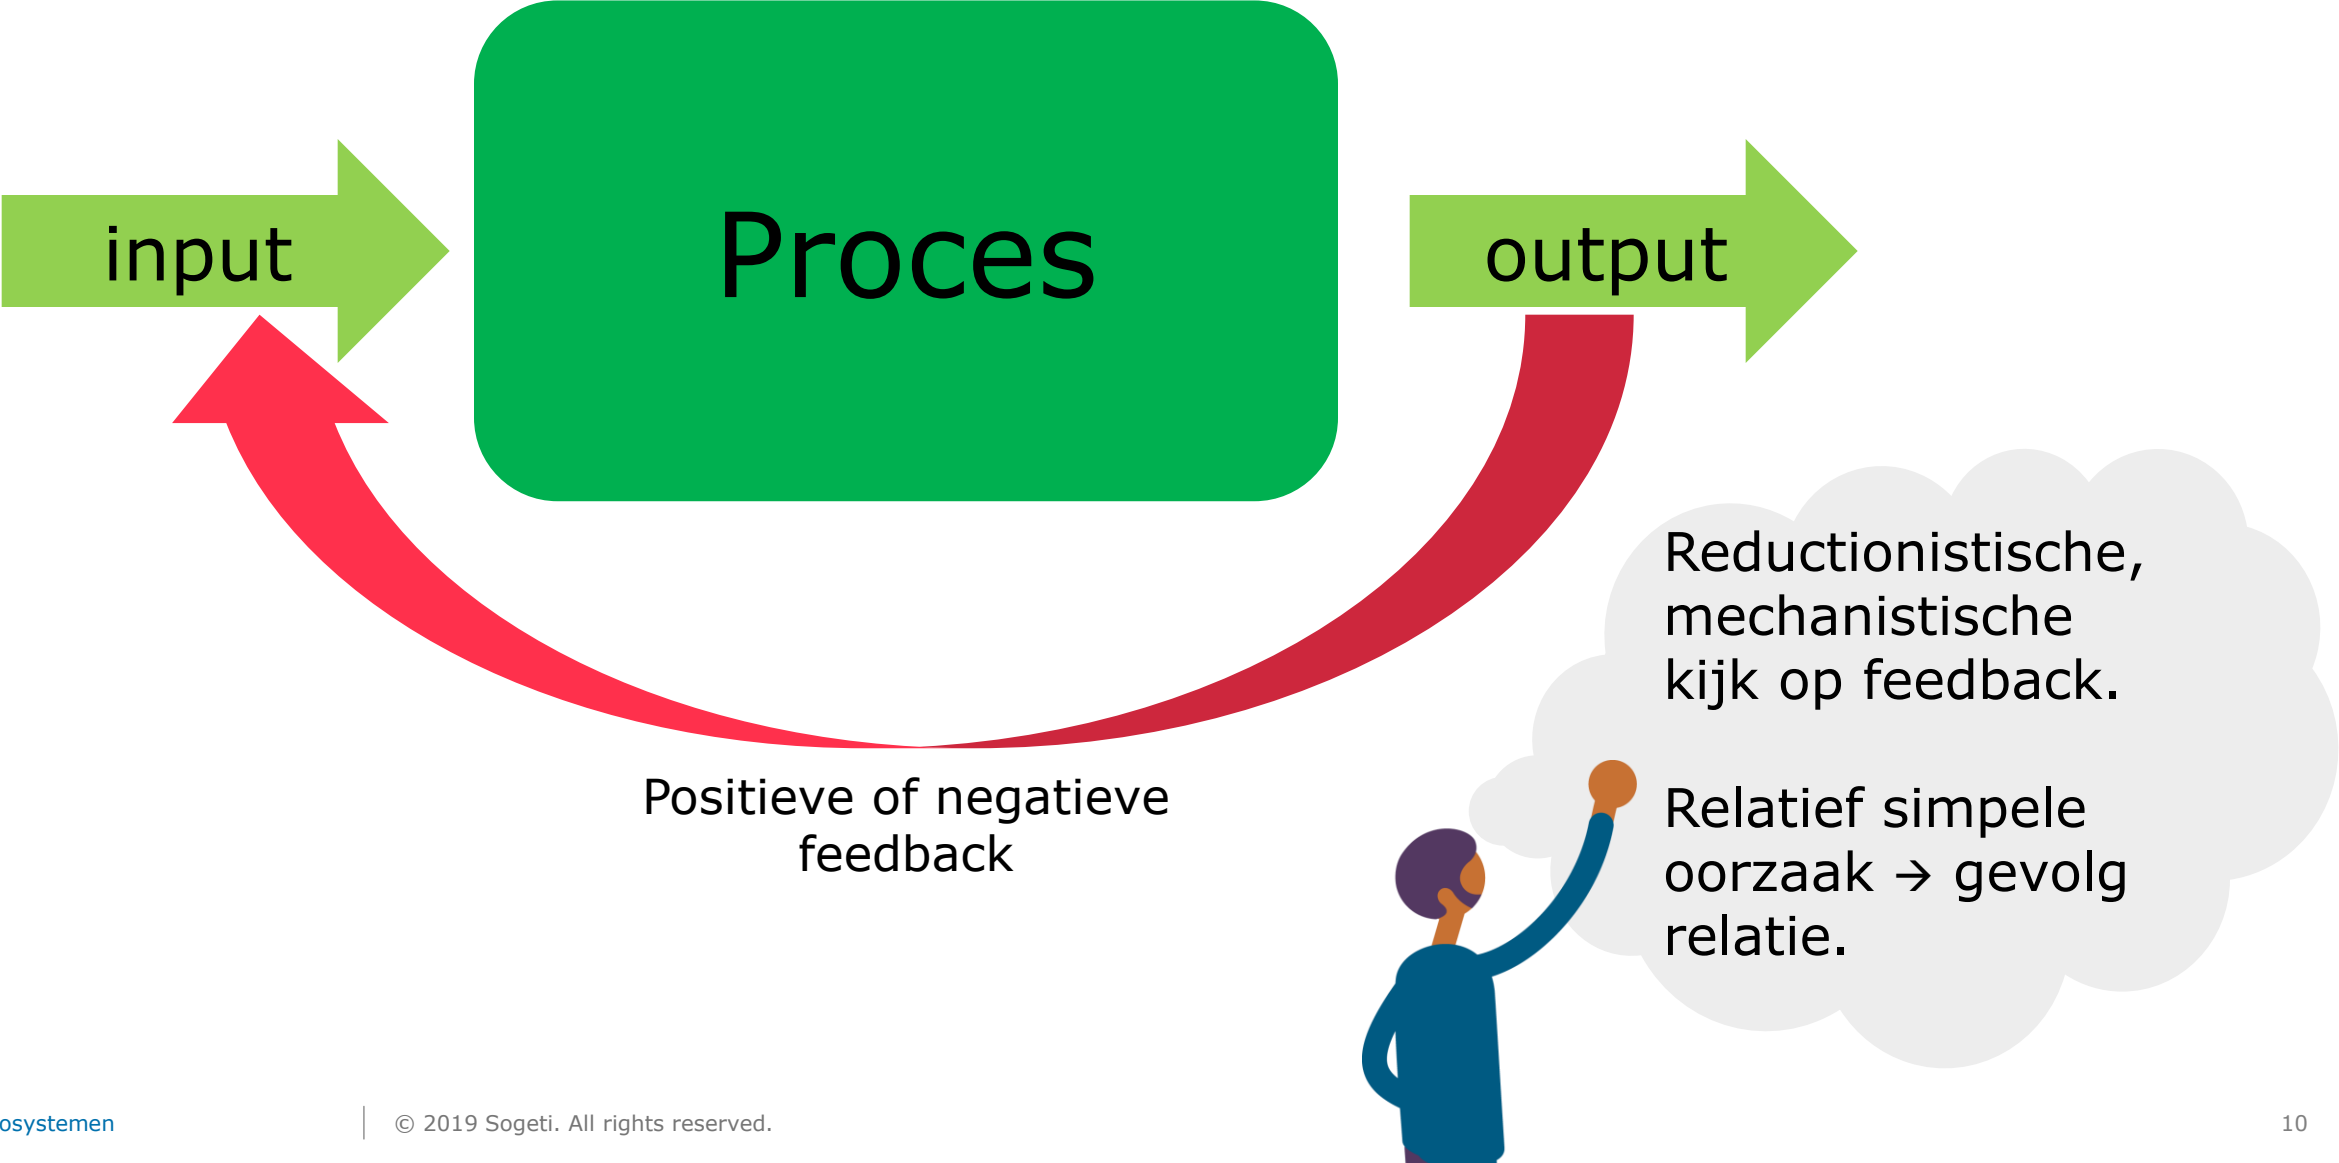 input
Proces
output
Positieve of negatieve
feedback
Reductionistische,
mechanistische
kijk op feedback.
Relatief simpele
oorzaak → gevolg
relatie.
osystemen
© 2019 Sogeti. All rights reserved.
10